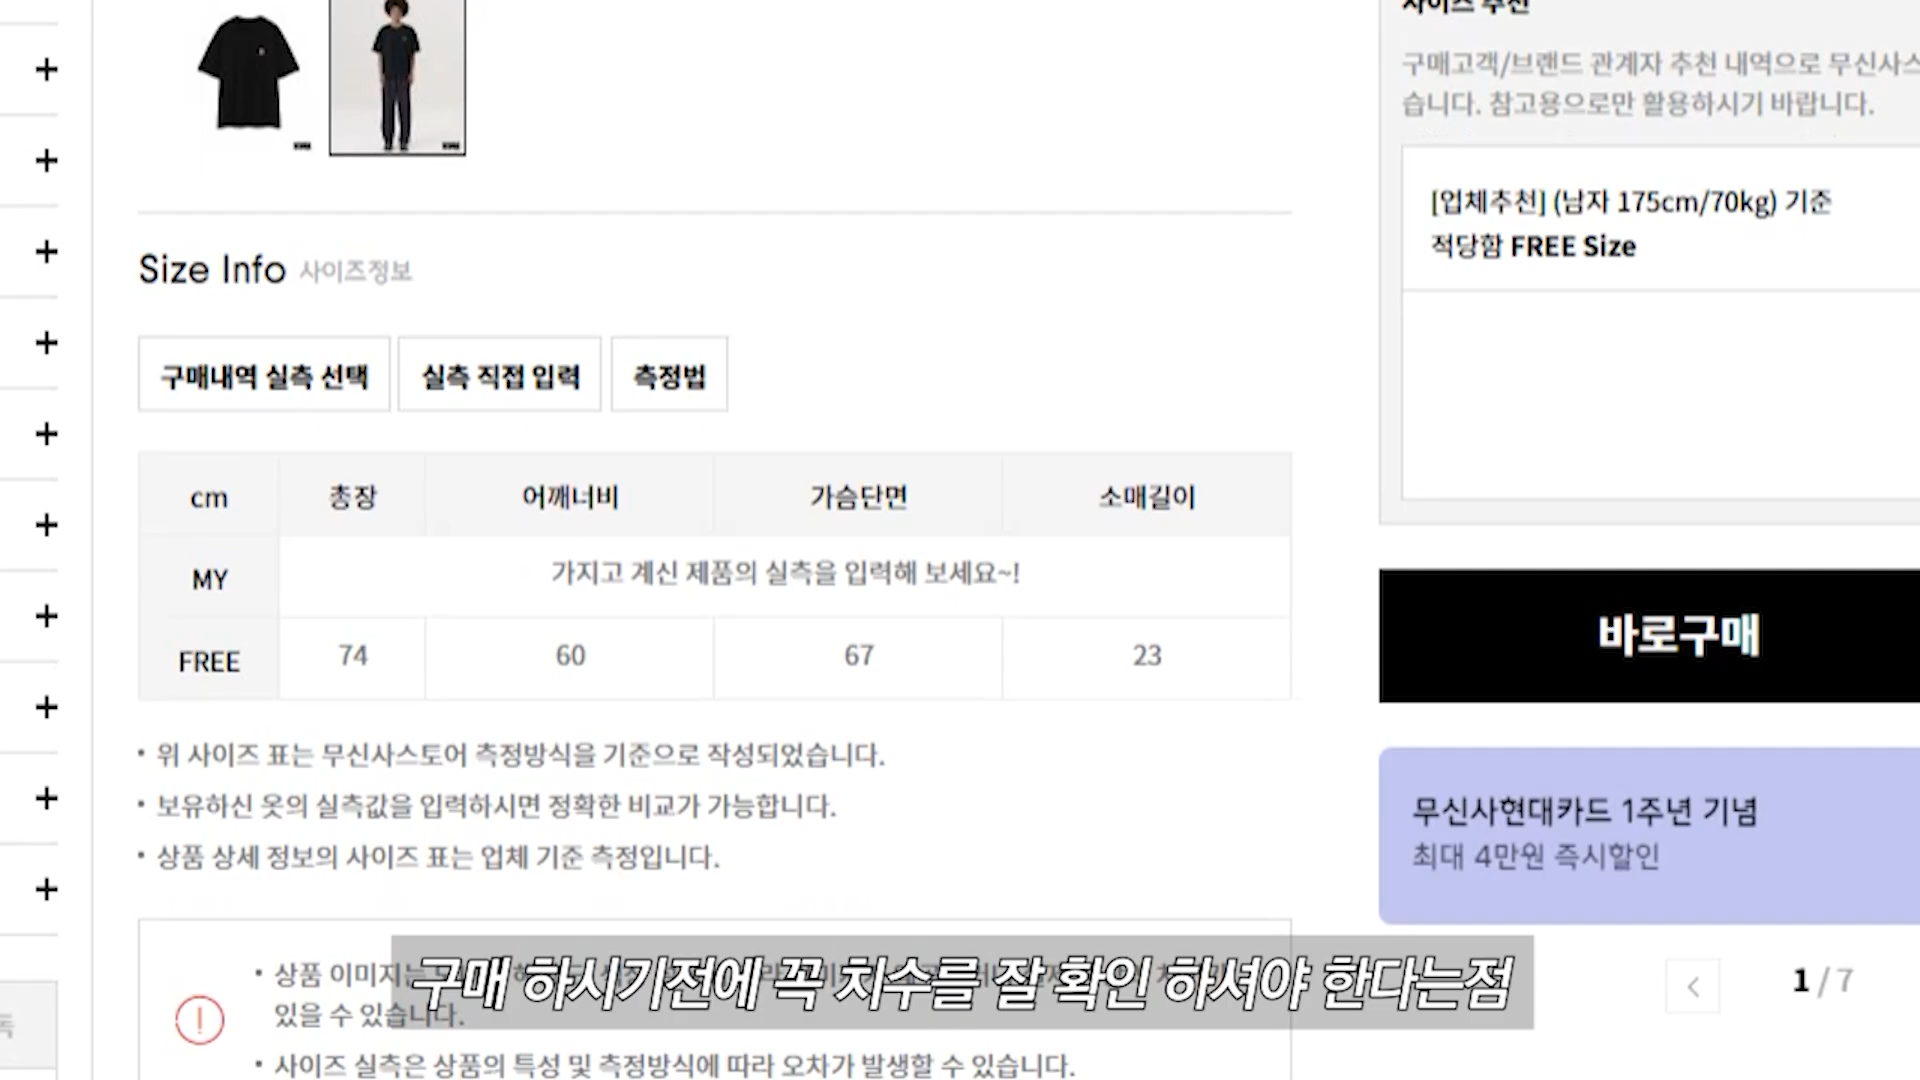 사이즈 추천
구매고객/브랜드 관계자 추천 내역으로 무신사스
습니다. 참고용으로만 활용하시기 바랍니다.
[업체추천] (남자 175cm/70kg) 기준
적당함 FREE Size
Size Info 사이즈정보
구매내역 실측 선택 실측 직접 입력 측정법
cm 총장 어깨너비 가슴단면 소매길이
MY 가지고 계신 제품의 실측을 입력해 보세요~!
FREE 74 60 67 23
바로구매
• 위 사이즈 표는 무신사스토어 측정방식을 기준으로 작성되었습니다.
• 보유하신 옷의 실측값을 입력하시면 정확한 비교가 가능합니다.
• 상품 상세 정보의 사이즈 표는 업체 기준 측정입니다.
무신사현대카드 1주년 기념
최대 4만원 즉시할인
1 / 7
• 상품 이미지는
있을 수 있습니다.
구매 하시기전에 꼭 치수를 잘 확인 하셔야 한다는점
• 사이즈 실측은 상품의 특성 및 측정방식에 따라 오차가 발생할 수 있습니다.